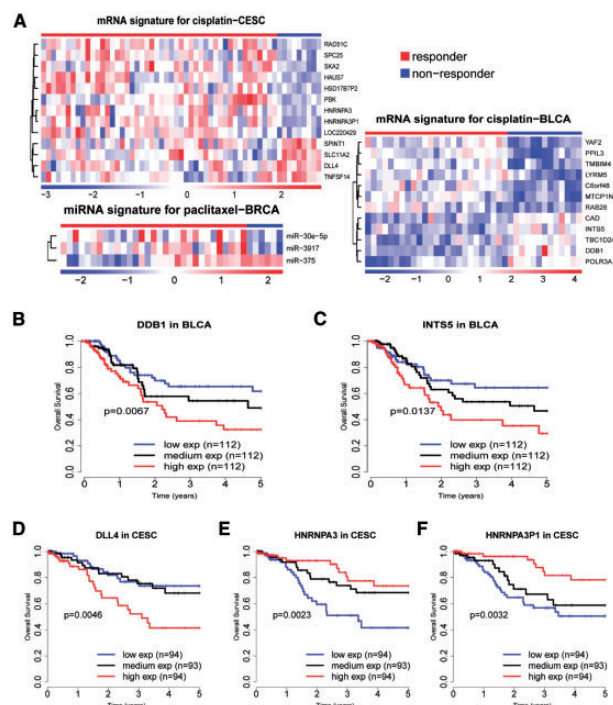 A
mRNA signature for cisplatin-CESC
RAD51C
SPC25
SKA2
HAUS7
HSD17B7P2
PBK
HNRNPA3
HNRNPA3P1
LOC220429
SPINT1
SLC11A2
DLL4
TNFSF14
-3 -2 -1 0 1 2
responder
non-responder
mRNA signature for cisplatin-BLCA
YAF2
PPIL3
TMBIM4
LYRM5
C6orf48
MTCP1N
RAB28
CAD
INTS5
TBC1D24
DDB1
POLR3A
-2 -1 0 1 2 3 4
miRNA signature for paclitaxel-BRCA
miR-30e-5p
miR-3917
miR-375
-2 -1 0 1 2
B
DDB1 in BLCA
Overall Survival
0.0 0.2 0.4 0.6 0.8 1.0
p=0.0067
low exp (n=112)
medium exp (n=112)
high exp (n=112)
0 1 2 3 4 5
Time (years)
C
INTS5 in BLCA
Overall Survival
0.0 0.2 0.4 0.6 0.8 1.0
p=0.0137
low exp (n=112)
medium exp (n=112)
high exp (n=112)
0 1 2 3 4 5
Time (years)
D
DLL4 in CESC
Overall Survival
0.0 0.2 0.4 0.6 0.8 1.0
p=0.0046
low exp (n=94)
medium exp (n=93)
high exp (n=94)
0 1 2 3 4 5
Time (years)
E
HNRNPA3 in CESC
Overall Survival
0.0 0.2 0.4 0.6 0.8 1.0
p=0.0023
low exp (n=94)
medium exp (n=93)
high exp (n=94)
0 1 2 3 4 5
Time (years)
F
HNRNPA3P1 in CESC
Overall Survival
0.0 0.2 0.4 0.6 0.8 1.0
p=0.0032
low exp (n=94)
medium exp (n=93)
high exp (n=94)
0 1 2 3 4 5
Time (years)